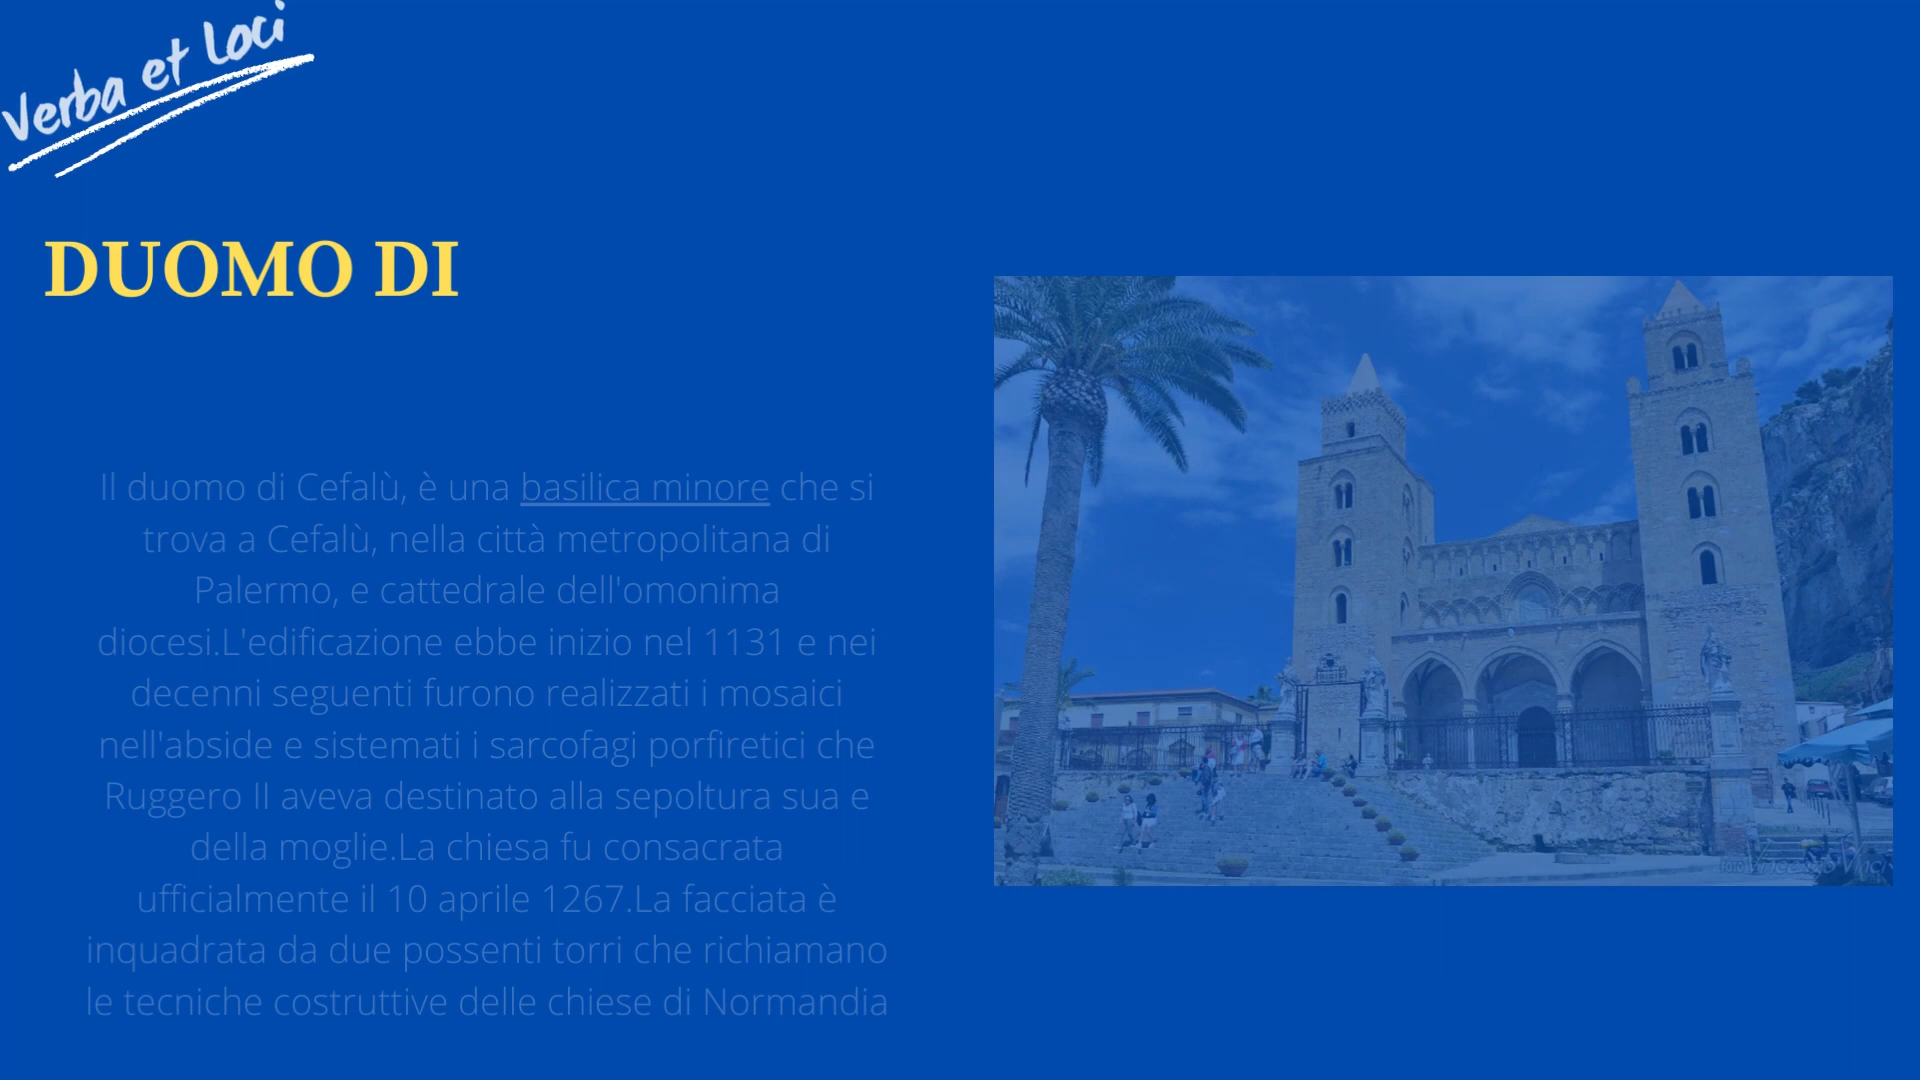 Verba et Loci
DUOMO DI
Il duomo di Cefalù, è una basilica minore che si
trova a Cefalù, nella città metropolitana di
Palermo, e cattedrale dell'omonima
diocesi.L'edificazione ebbe inizio nel 1131 e nei
decenni seguenti furono realizzati i mosaici
nell'abside e sistemati i sarcofagi porfiretici che
Ruggero II aveva destinato alla sepoltura sua e
della moglie.La chiesa fu consacrata
ufficialmente il 10 aprile 1267.La facciata è
inquadrata da due possenti torri che richiamano
le tecniche costruttive delle chiese di Normandia